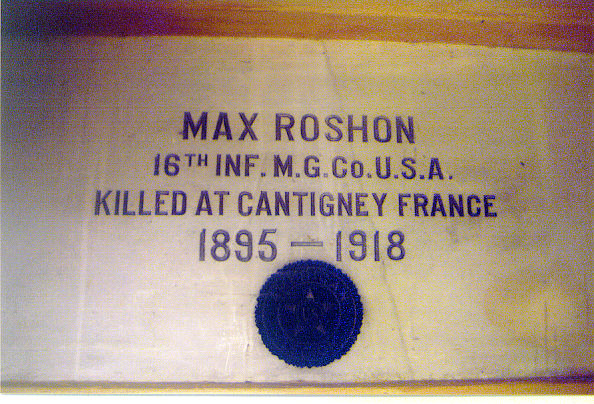 MAX ROSHON
16TH INF. M.G.CO.U.S.A.
KILLED AT CANTIGNEY FRANCE
1895 — 1918